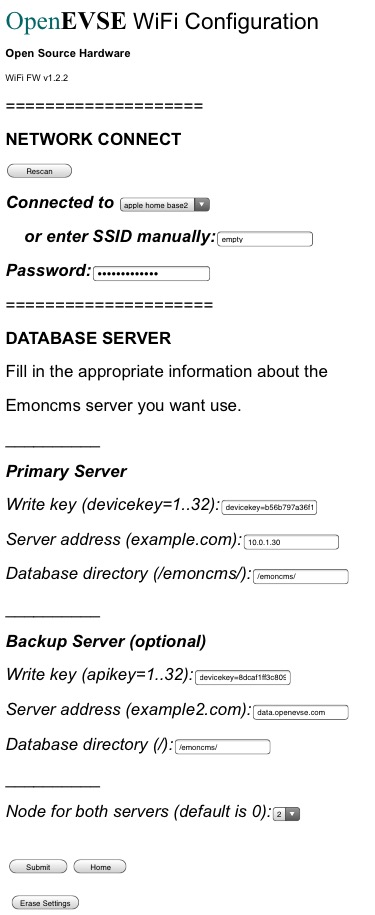 OpenEVSE WiFi Configuration
Open Source Hardware
WiFi FW v1.2.2
====================
NETWORK CONNECT
Rescan
Connected to apple home base2
or enter SSID manually: empty
Password: •••••••••••••
=====================
DATABASE SERVER
Fill in the appropriate information about the
Emoncms server you want use.
__________
Primary Server
Write key (devicekey=1..32): devicekey=b56b797a36f1
Server address (example.com): 10.0.1.30
Database directory (/emoncms/): /emoncms/
__________
Backup Server (optional)
Write key (apikey=1..32): devicekey=8dcaf1ff3c809
Server address (example2.com): data.openevse.com
Database directory (/): /emoncms/
__________
Node for both servers (default is 0): 2
Submit Home
Erase Settings